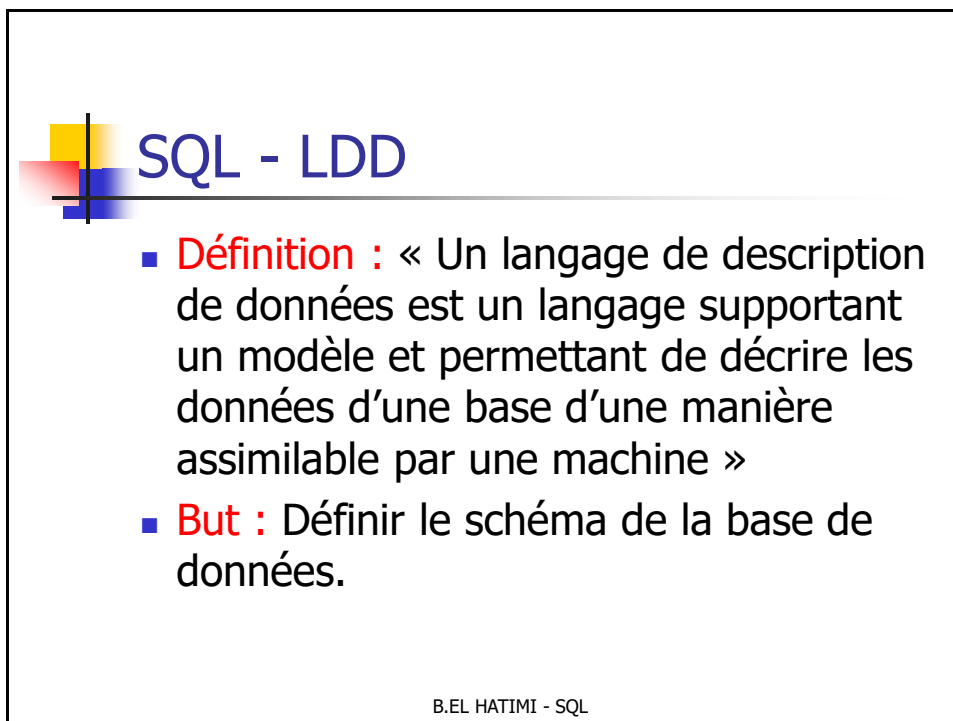 SQL - LDD
Définition : « Un langage de description
de données est un langage supportant
un modèle et permettant de décrire les
données d’une base d’une manière
assimilable par une machine »
But : Définir le schéma de la base de
données.
B.EL HATIMI - SQL